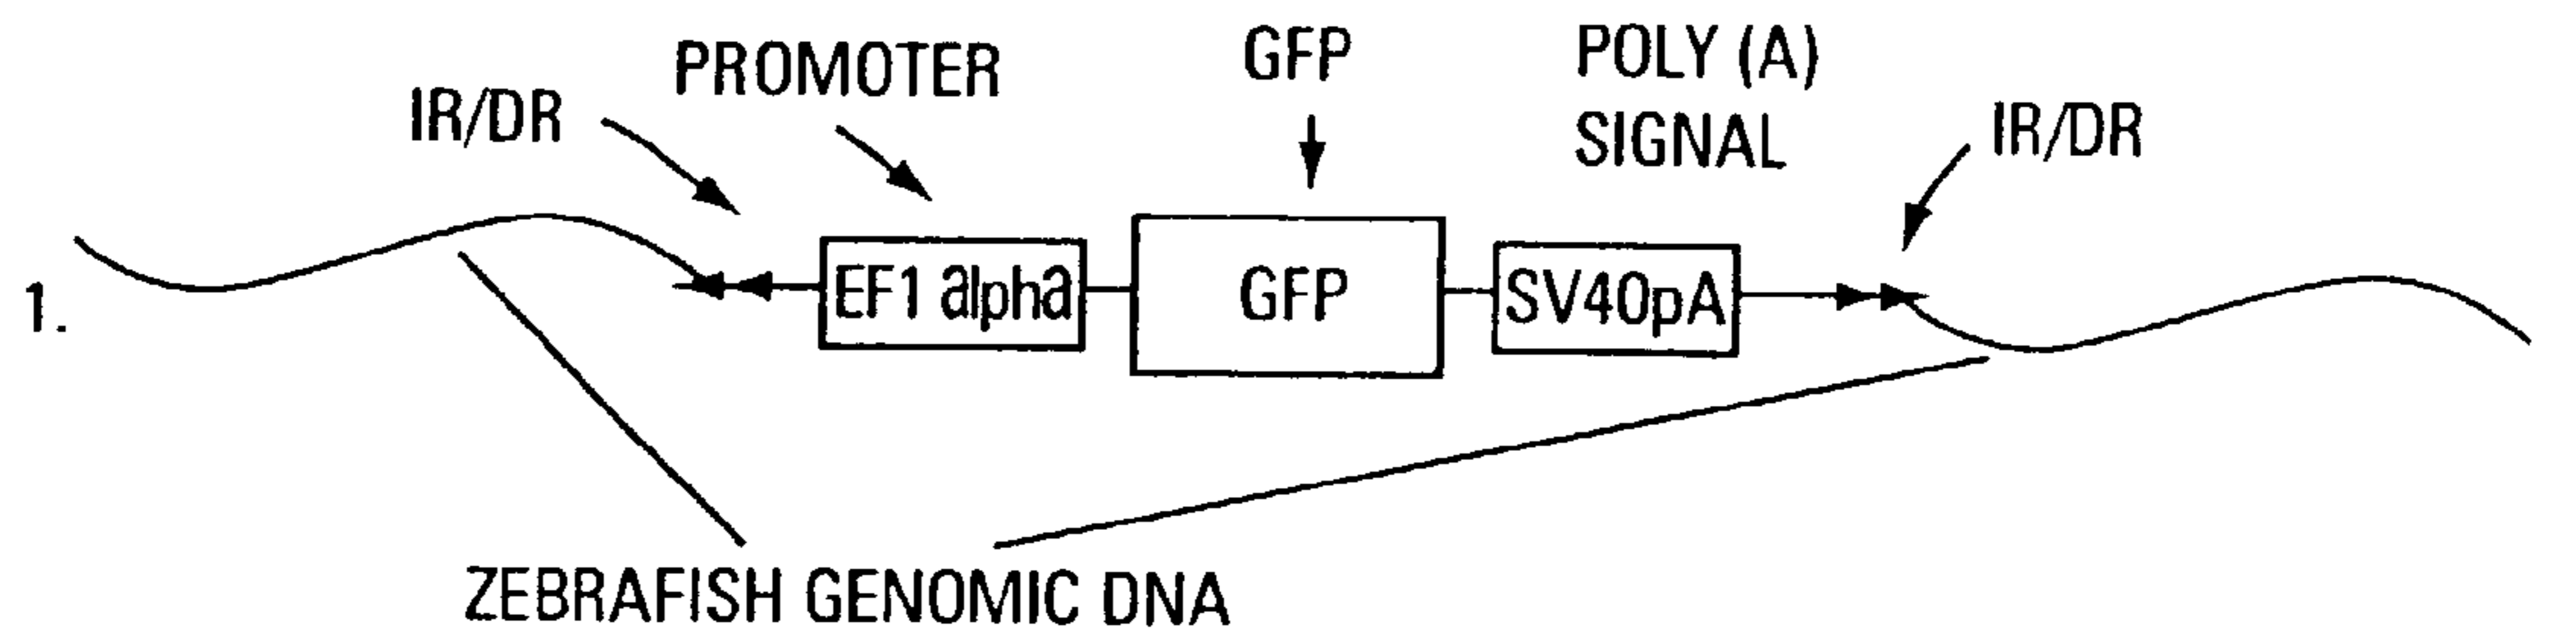 IR/DR
PROMOTER
GFP
POLY (A)
SIGNAL
IR/DR
1.
EF1 alpha
GFP
SV40pA
ZEBRAFISH GENOMIC DNA